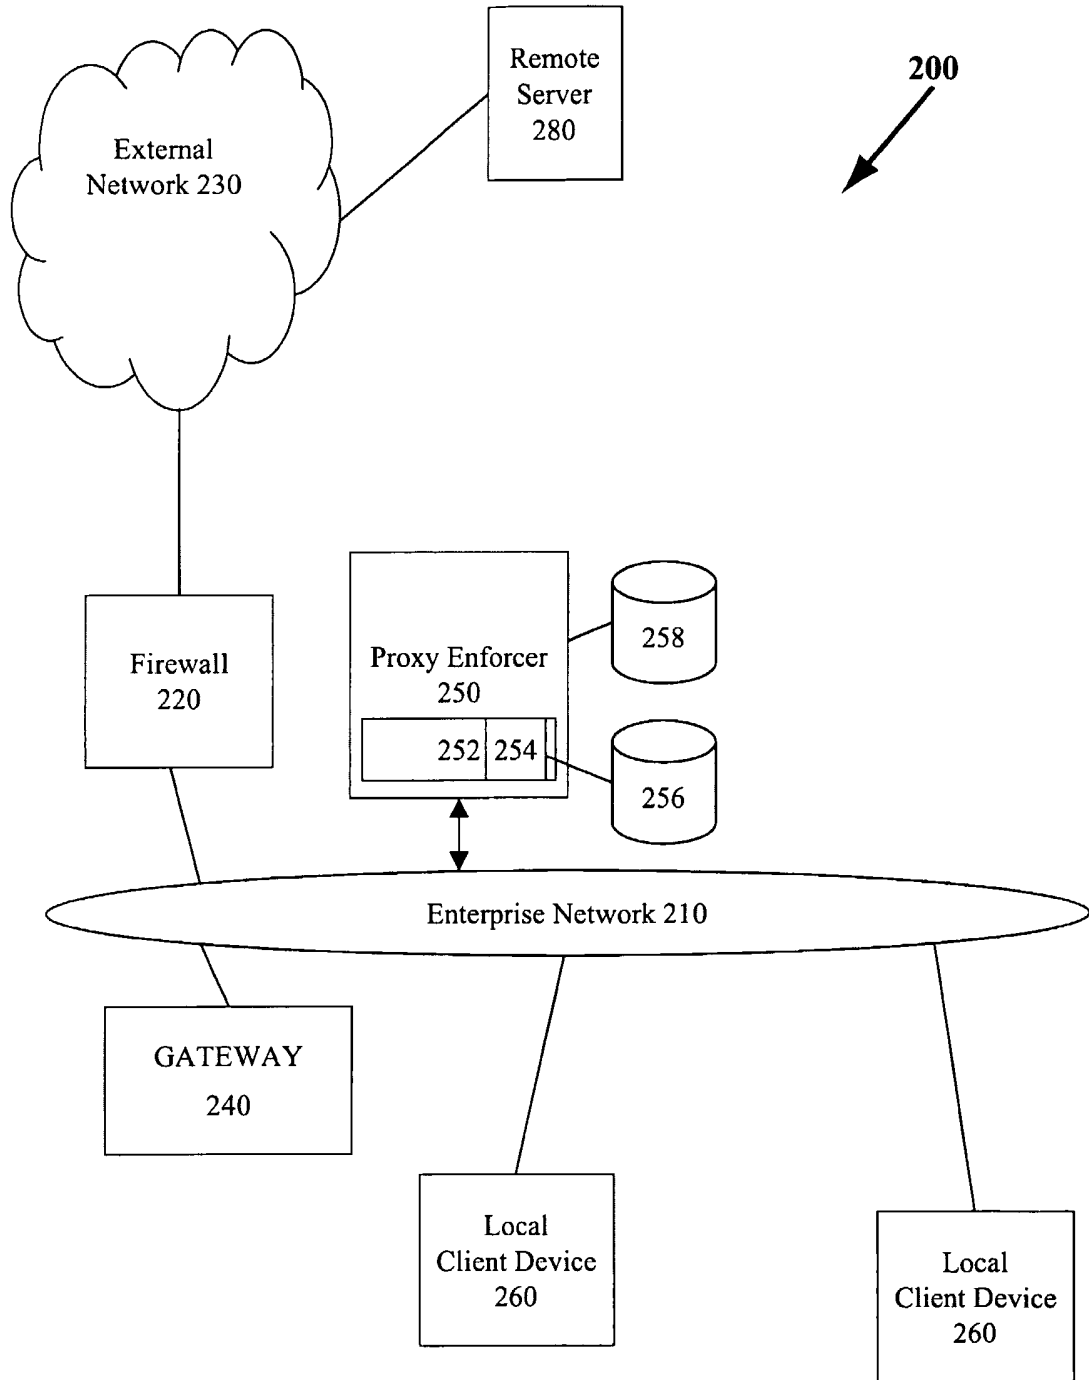 Remote
Server
280
200
External
Network 230
Firewall
220
Proxy Enforcer
250
252 254
258
256
Enterprise Network 210
GATEWAY
240
Local
Client Device
260
Local
Client Device
260